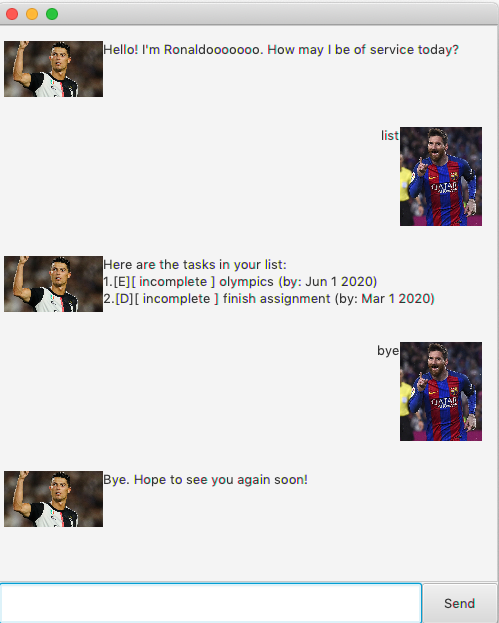 Hello! I'm Ronaldooooooo. How may I be of service today?
list
Here are the tasks in your list:
1.[E][ incomplete ] olympics (by: Jun 1 2020)
2.[D][ incomplete ] finish assignment (by: Mar 1 2020)
bye
Bye. Hope to see you again soon!
Send